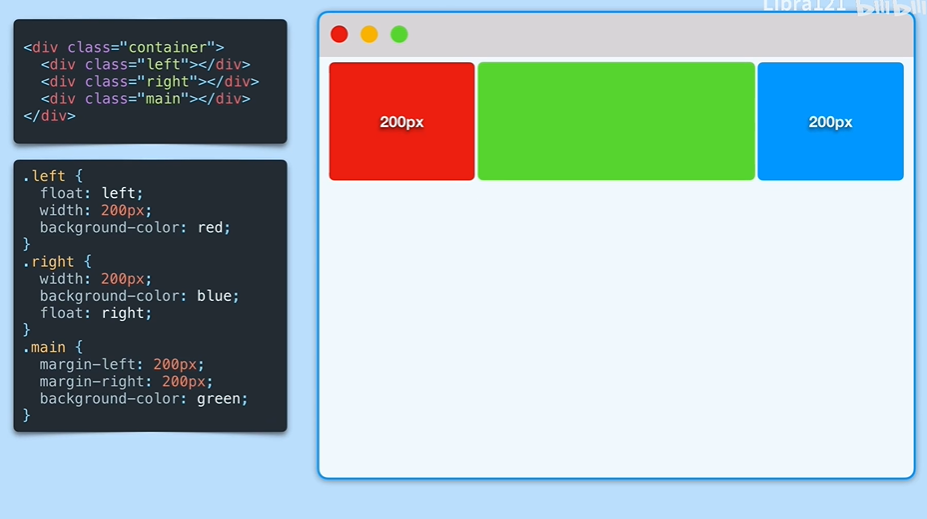 Libra121
bilibili
<div class="container">
  <div class="left"></div>
  <div class="right"></div>
  <div class="main"></div>
</div>
.left {
  float: left;
  width: 200px;
  background-color: red;
}
.right {
  width: 200px;
  background-color: blue;
  float: right;
}
.main {
  margin-left: 200px;
  margin-right: 200px;
  background-color: green;
}
200px
200px